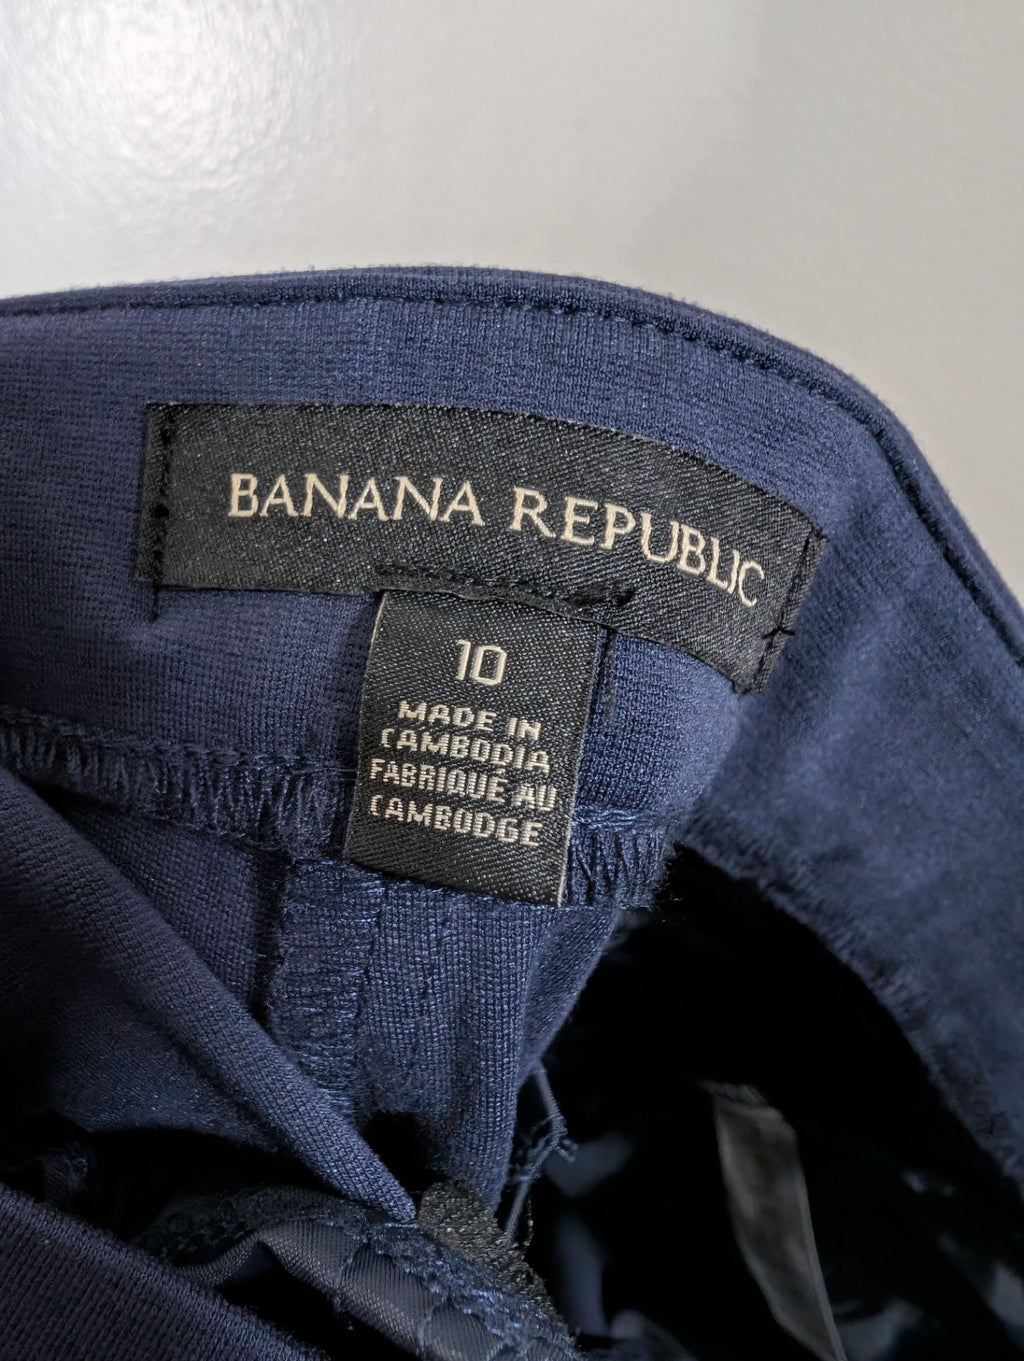 BANANA REPUBLIC
10
MADE IN
CAMBODIA
FABRIQUÉ AU
CAMBODGE